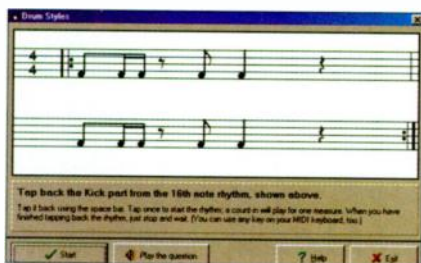 Drum Styles
4
4
Tap back the Kick part from the 16th note rhythm, shown above.
Tap it back using the space bar. Tap once to start the rhythm, a count in will play for one measure. When you have
finished tapping back the rhythm, just stop and wait. (You can use any key on your MIDI keyboard, too.)
Start
Play the question
? Help
Exit